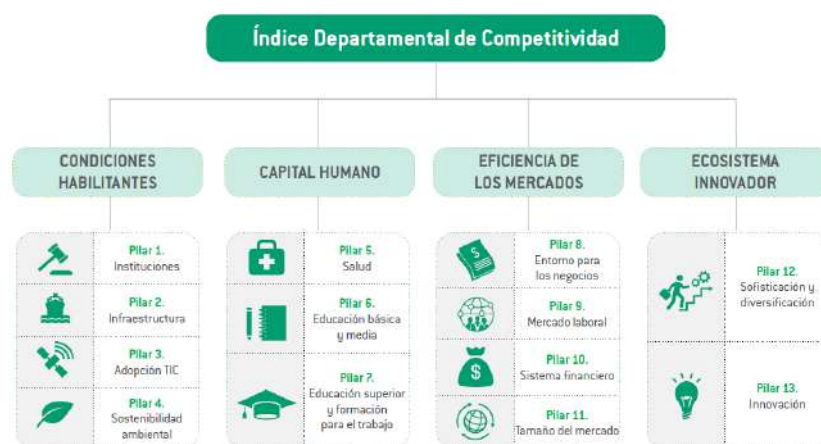 Índice Departamental de Competitividad
CONDICIONES
HABILITANTES
Pilar 1.
Instituciones
Pilar 2.
Infraestructura
Pilar 3.
Adopción TIC
Pilar 4.
Sostenibilidad
ambiental
CAPITAL HUMANO
Pilar 5.
Salud
Pilar 6.
Educación básica
y media
Pilar 7.
Educación superior
y formación
para el trabajo
EFICIENCIA DE
LOS MERCADOS
Pilar 8.
Entorno para
los negocios
Pilar 9.
Mercado laboral
Pilar 10.
Sistema financiero
Pilar 11.
Tamaño del mercado
ECOSISTEMA
INNOVADOR
Pilar 12.
Sofisticación y
diversificación
Pilar 13.
Innovación